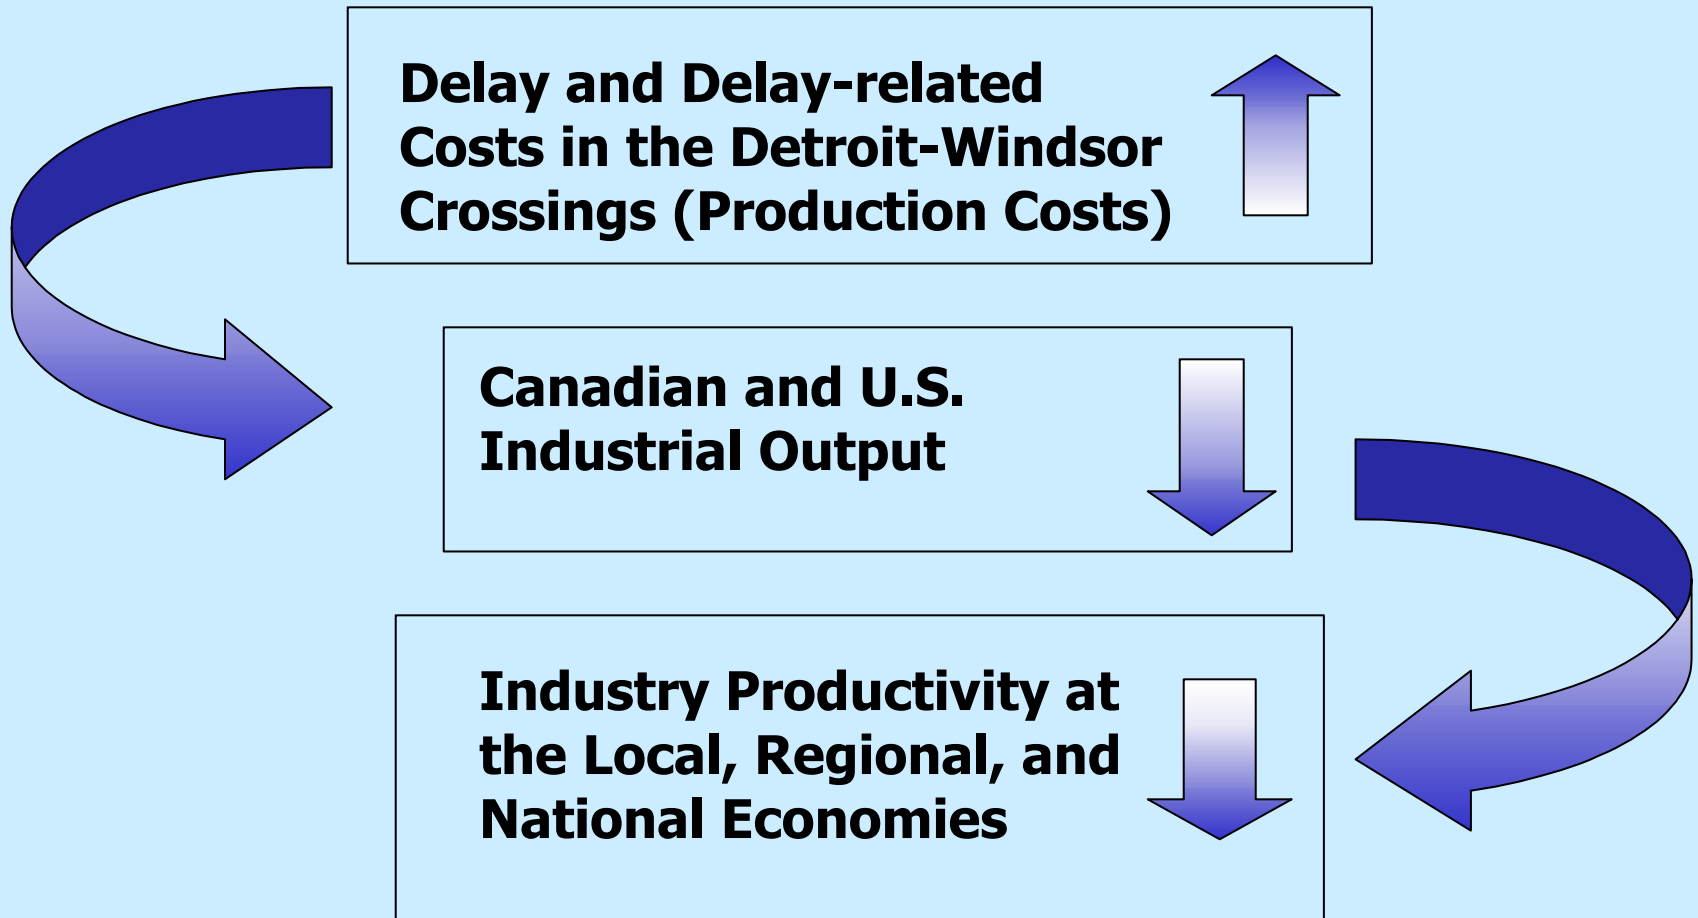 Delay and Delay-related
Costs in the Detroit-Windsor
Crossings (Production Costs)
Canadian and U.S.
Industrial Output
Industry Productivity at
the Local, Regional, and
National Economies